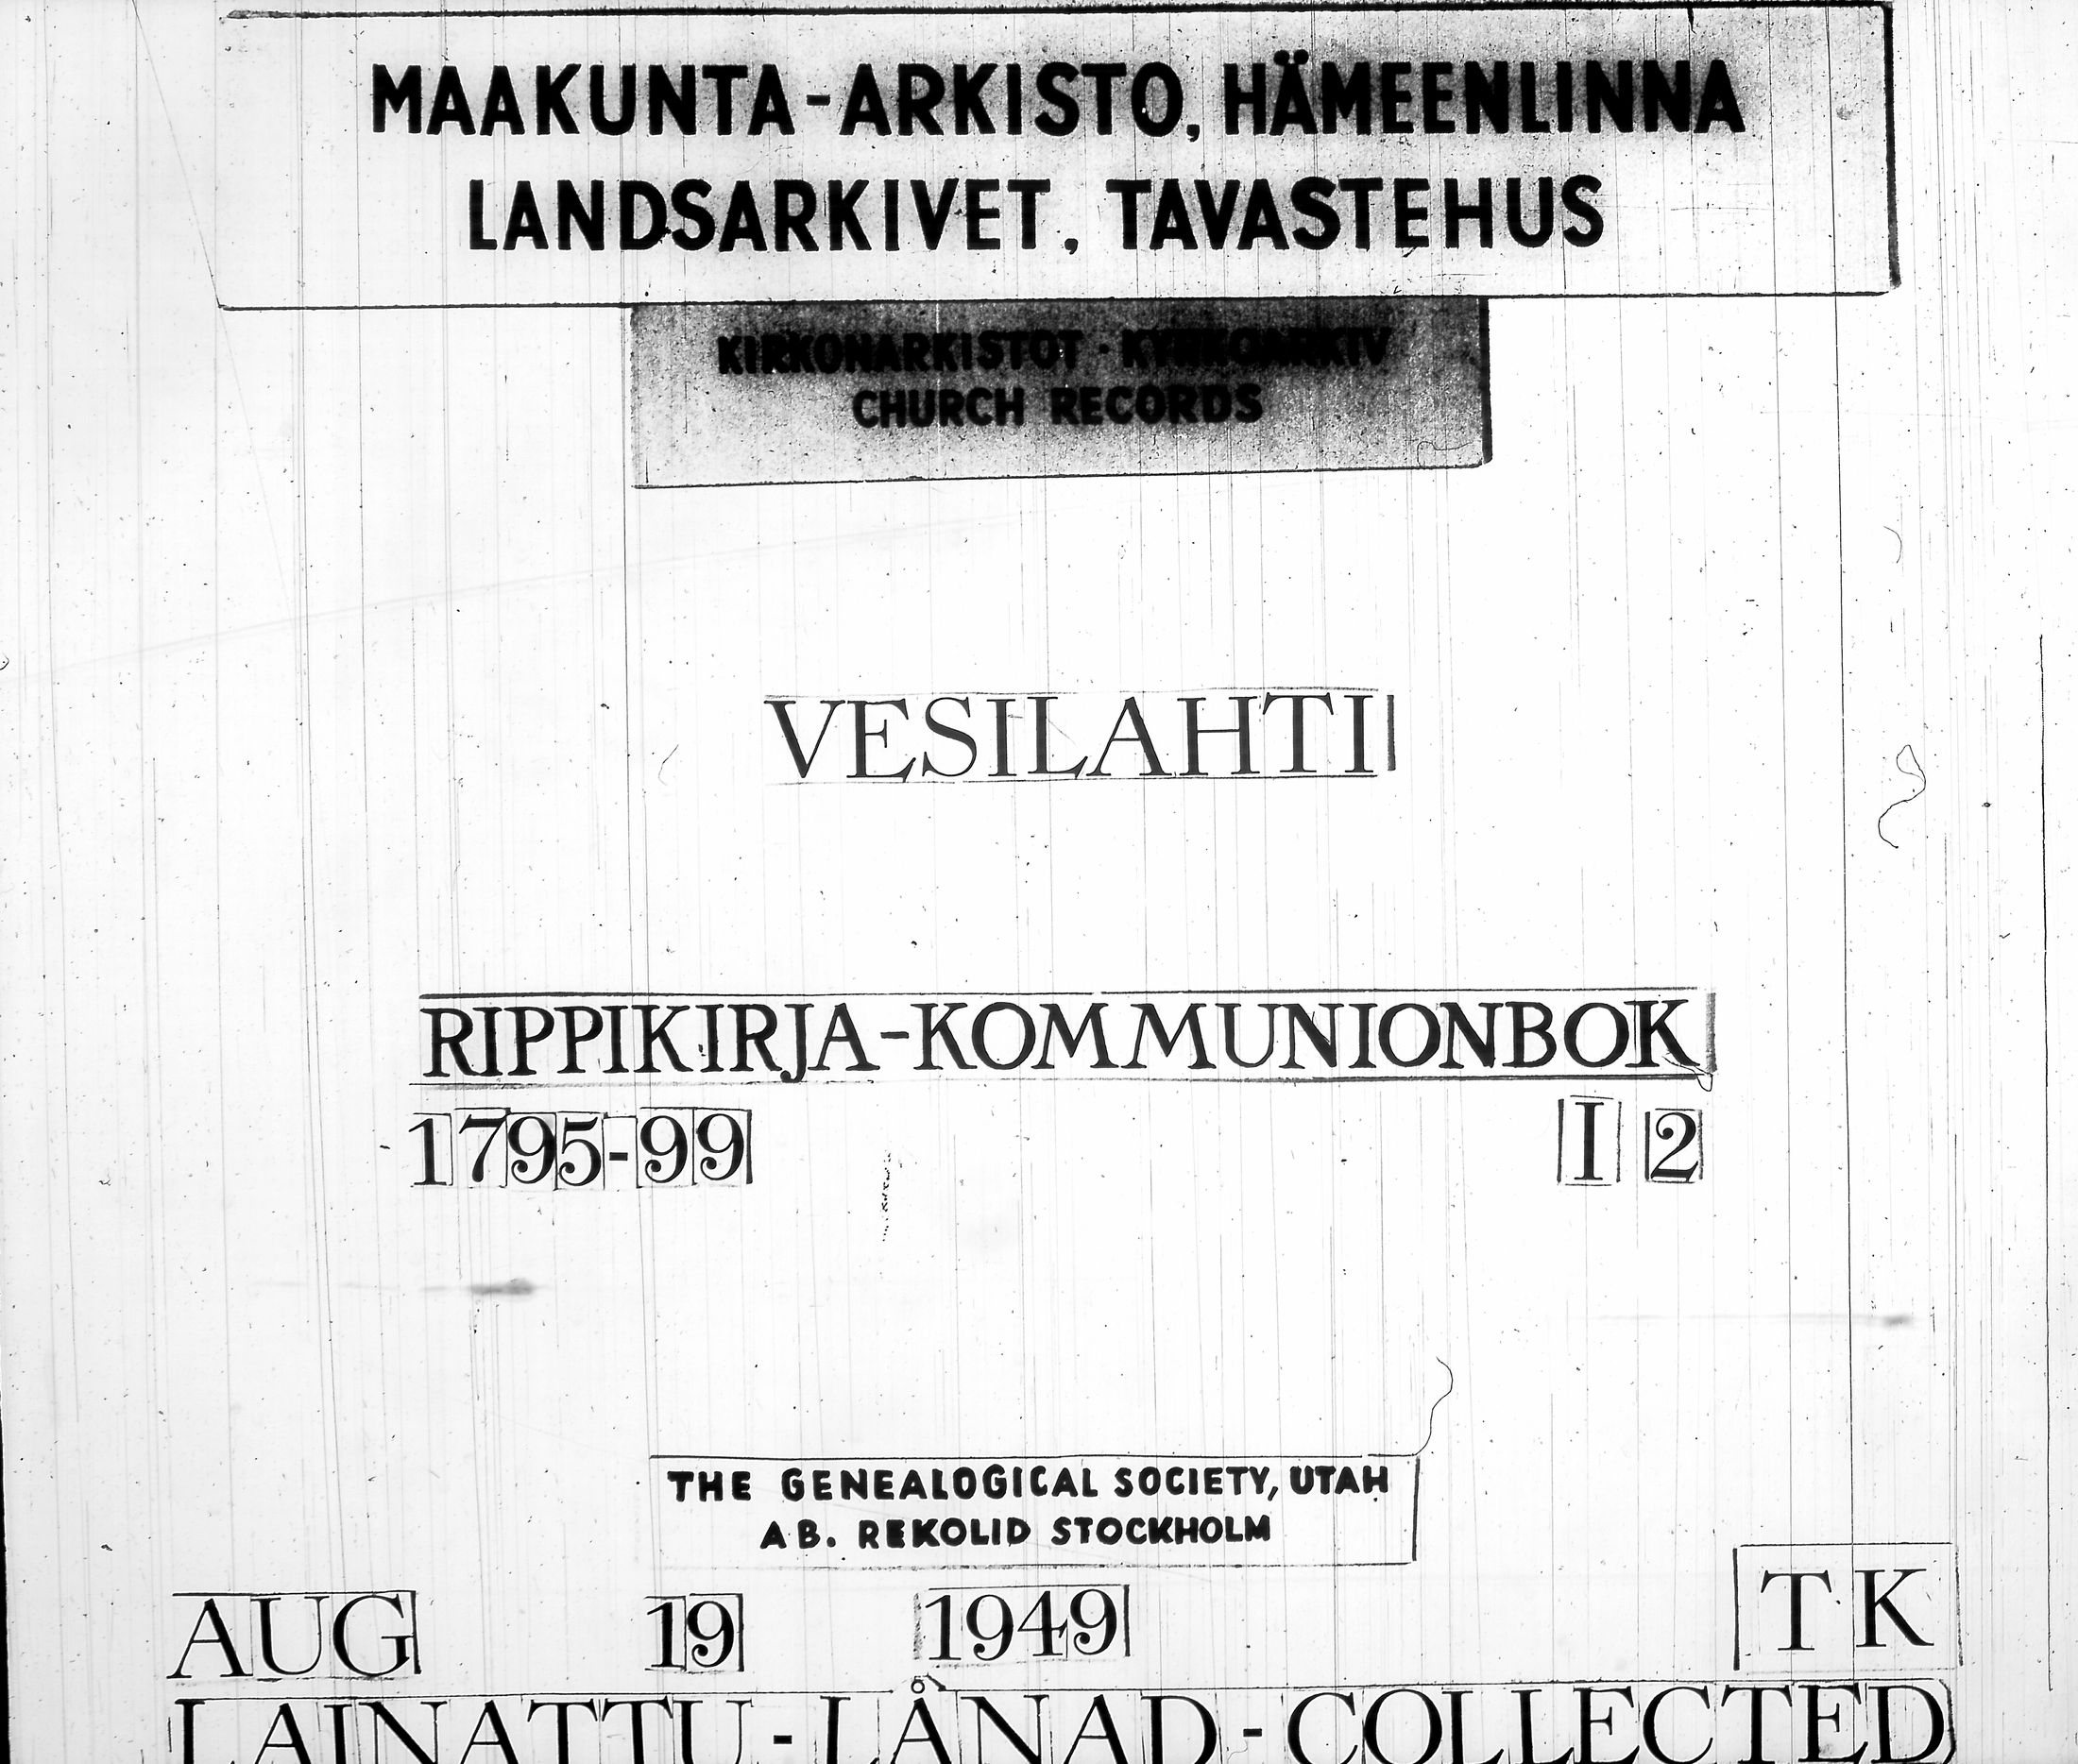 MAAKUNTA-ARKISTO, HÄMEENLINNA
LANDSARKIVET, TAVASTEHUS
KIRKONARKISTOT · KYRKOARKIV
CHURCH RECORDS
VESILAHTI
RIPPIKIRJA-KOMMUNIONBOK
1795-99 I 2
THE GENEALOGICAL SOCIETY, UTAH
AB. REKOLID STOCKHOLM
AUG 19 1949 TK
LAINATTU-LÅNAD-COLLECTED